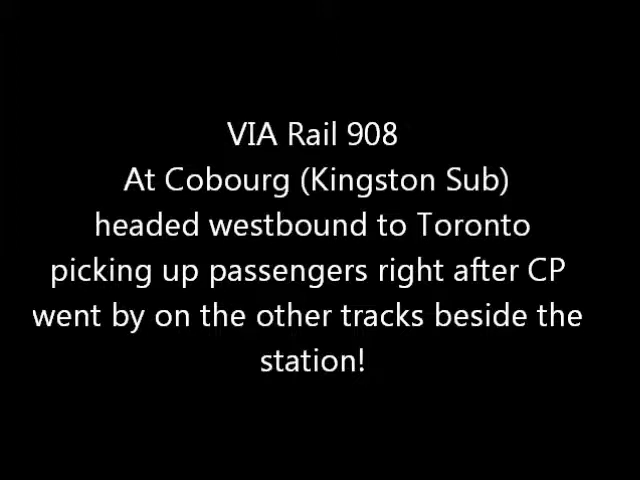 VIA Rail 908
At Cobourg (Kingston Sub)
headed westbound to Toronto
picking up passengers right after CP
went by on the other tracks beside the
station!